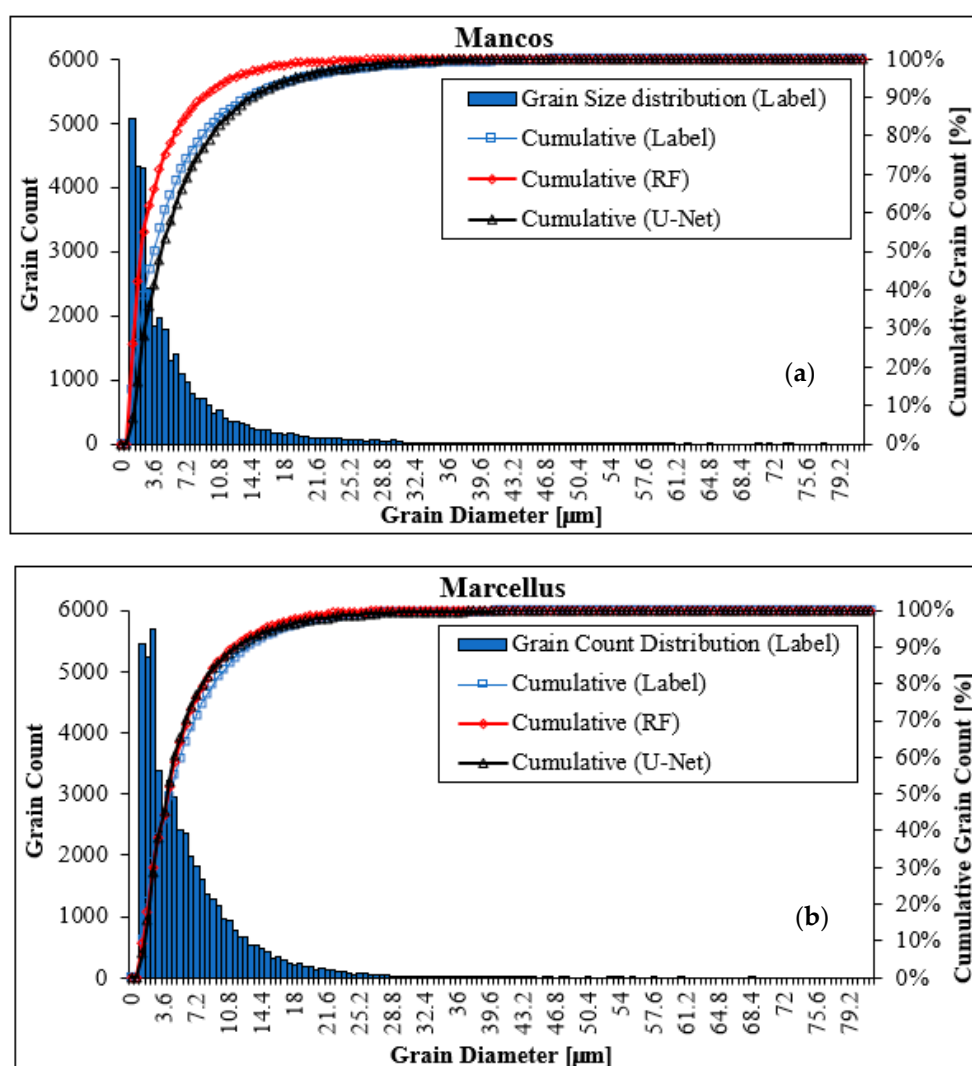 Mancos
6000
5000
4000
3000
2000
1000
0
Grain Count
100%
90%
80%
70%
60%
50%
40%
30%
20%
10%
0%
Cumulative Grain Count [%]
Grain Size distribution (Label)
Cumulative (Label)
Cumulative (RF)
Cumulative (U-Net)
(a)
0 3.6 7.2 10.8 14.4 18 21.6 25.2 28.8 32.4 36 39.6 43.2 46.8 50.4 54 57.6 61.2 64.8 68.4 72 75.6 79.2
Grain Diameter [μm]
Marcellus
6000
5000
4000
3000
2000
1000
0
Grain Count
100%
90%
80%
70%
60%
50%
40%
30%
20%
10%
0%
Cumulative Grain Count [%]
Grain Count Distribution (Label)
Cumulative (Label)
Cumulative (RF)
Cumulative (U-Net)
(b)
0 3.6 7.2 10.8 14.4 18 21.6 25.2 28.8 32.4 36 39.6 43.2 46.8 50.4 54 57.6 61.2 64.8 68.4 72 75.6 79.2
Grain Diameter [μm]